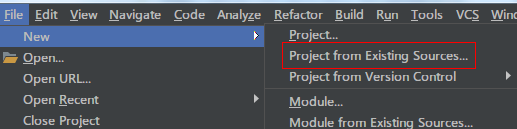 File Edit View Navigate Code Analyze Refactor Build Run Tools VCS
New
Project...
Open...
Project from Existing Sources...
Open URL...
Project from Version Control
Open Recent
Module...
Close Project
Module from Existing Sources...